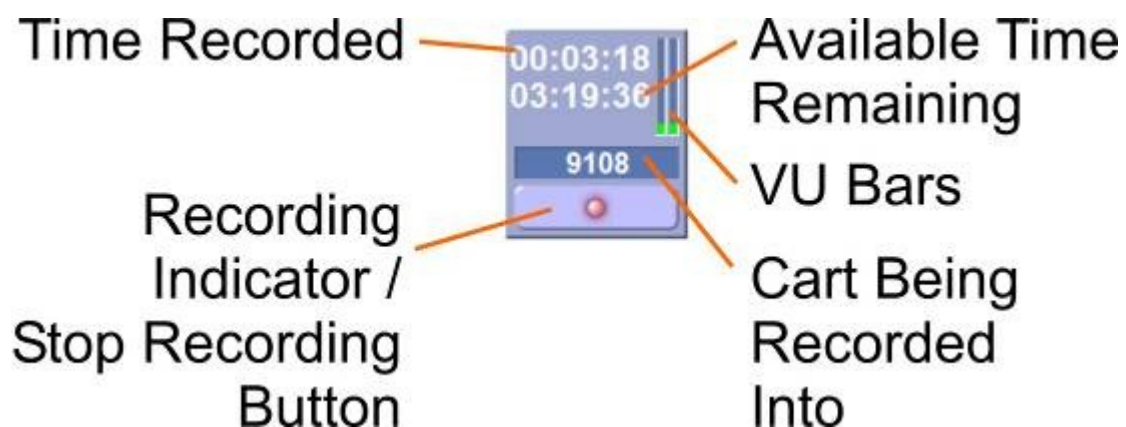 Time Recorded
00:03:18
03:19:36
9108
Available Time
Remaining
VU Bars
Recording
Indicator /
Stop Recording
Button
Cart Being
Recorded
Into